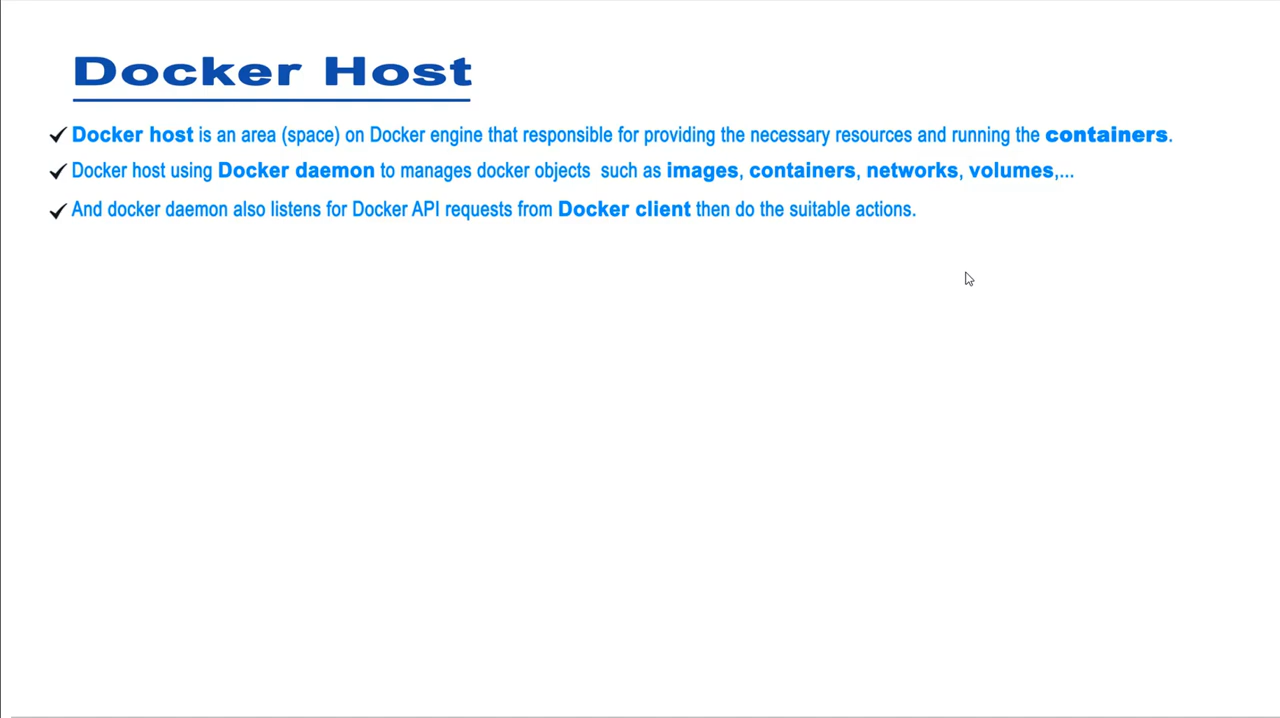 Docker Host
Docker host is an area (space) on Docker engine that responsible for providing the necessary resources and running the containers.
Docker host using Docker daemon to manages docker objects  such as images, containers, networks, volumes,...
And docker daemon also listens for Docker API requests from Docker client then do the suitable actions.